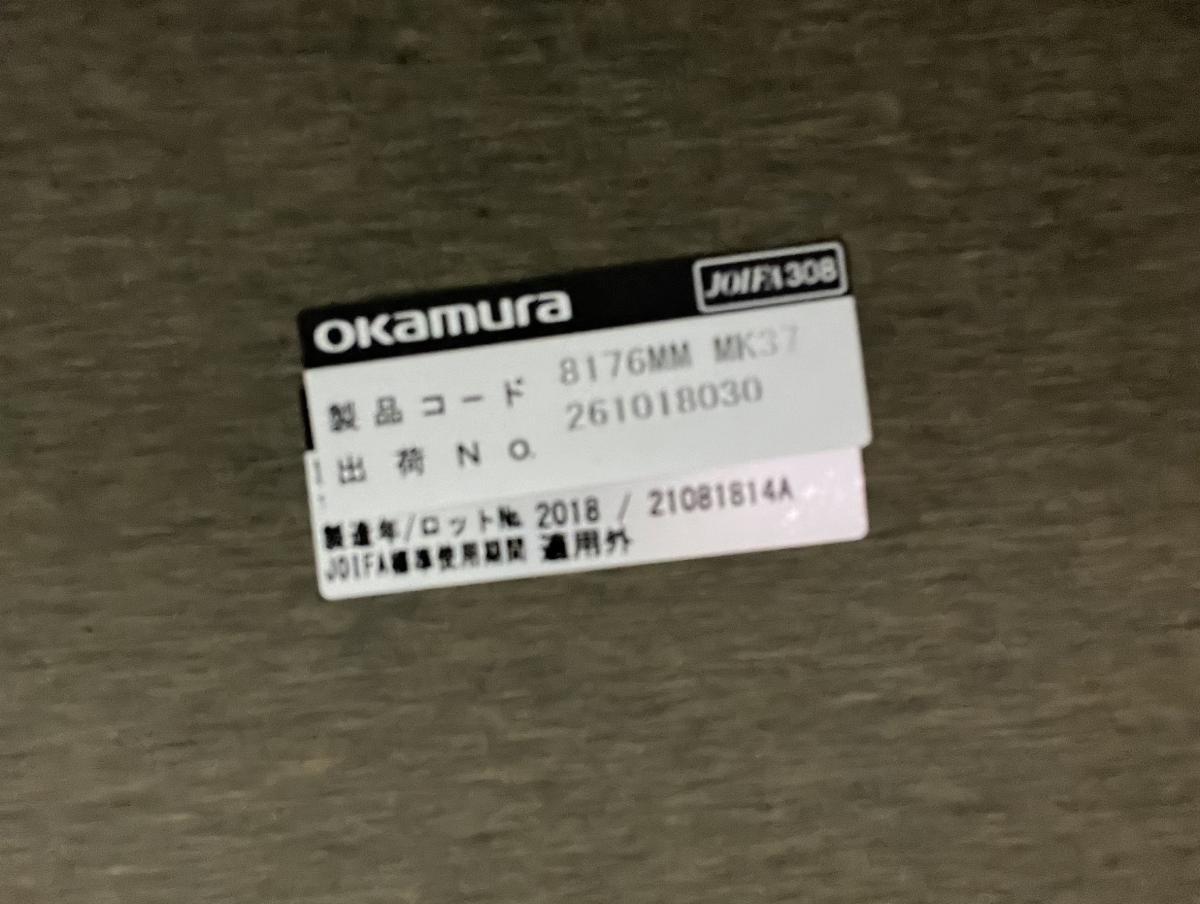 okamura JOIFA308
製品コード 8176MM MK37
出荷No. 261018030
製造年/ロット№ 2018 / 21081814A
JOIFA標準使用期間 適用外